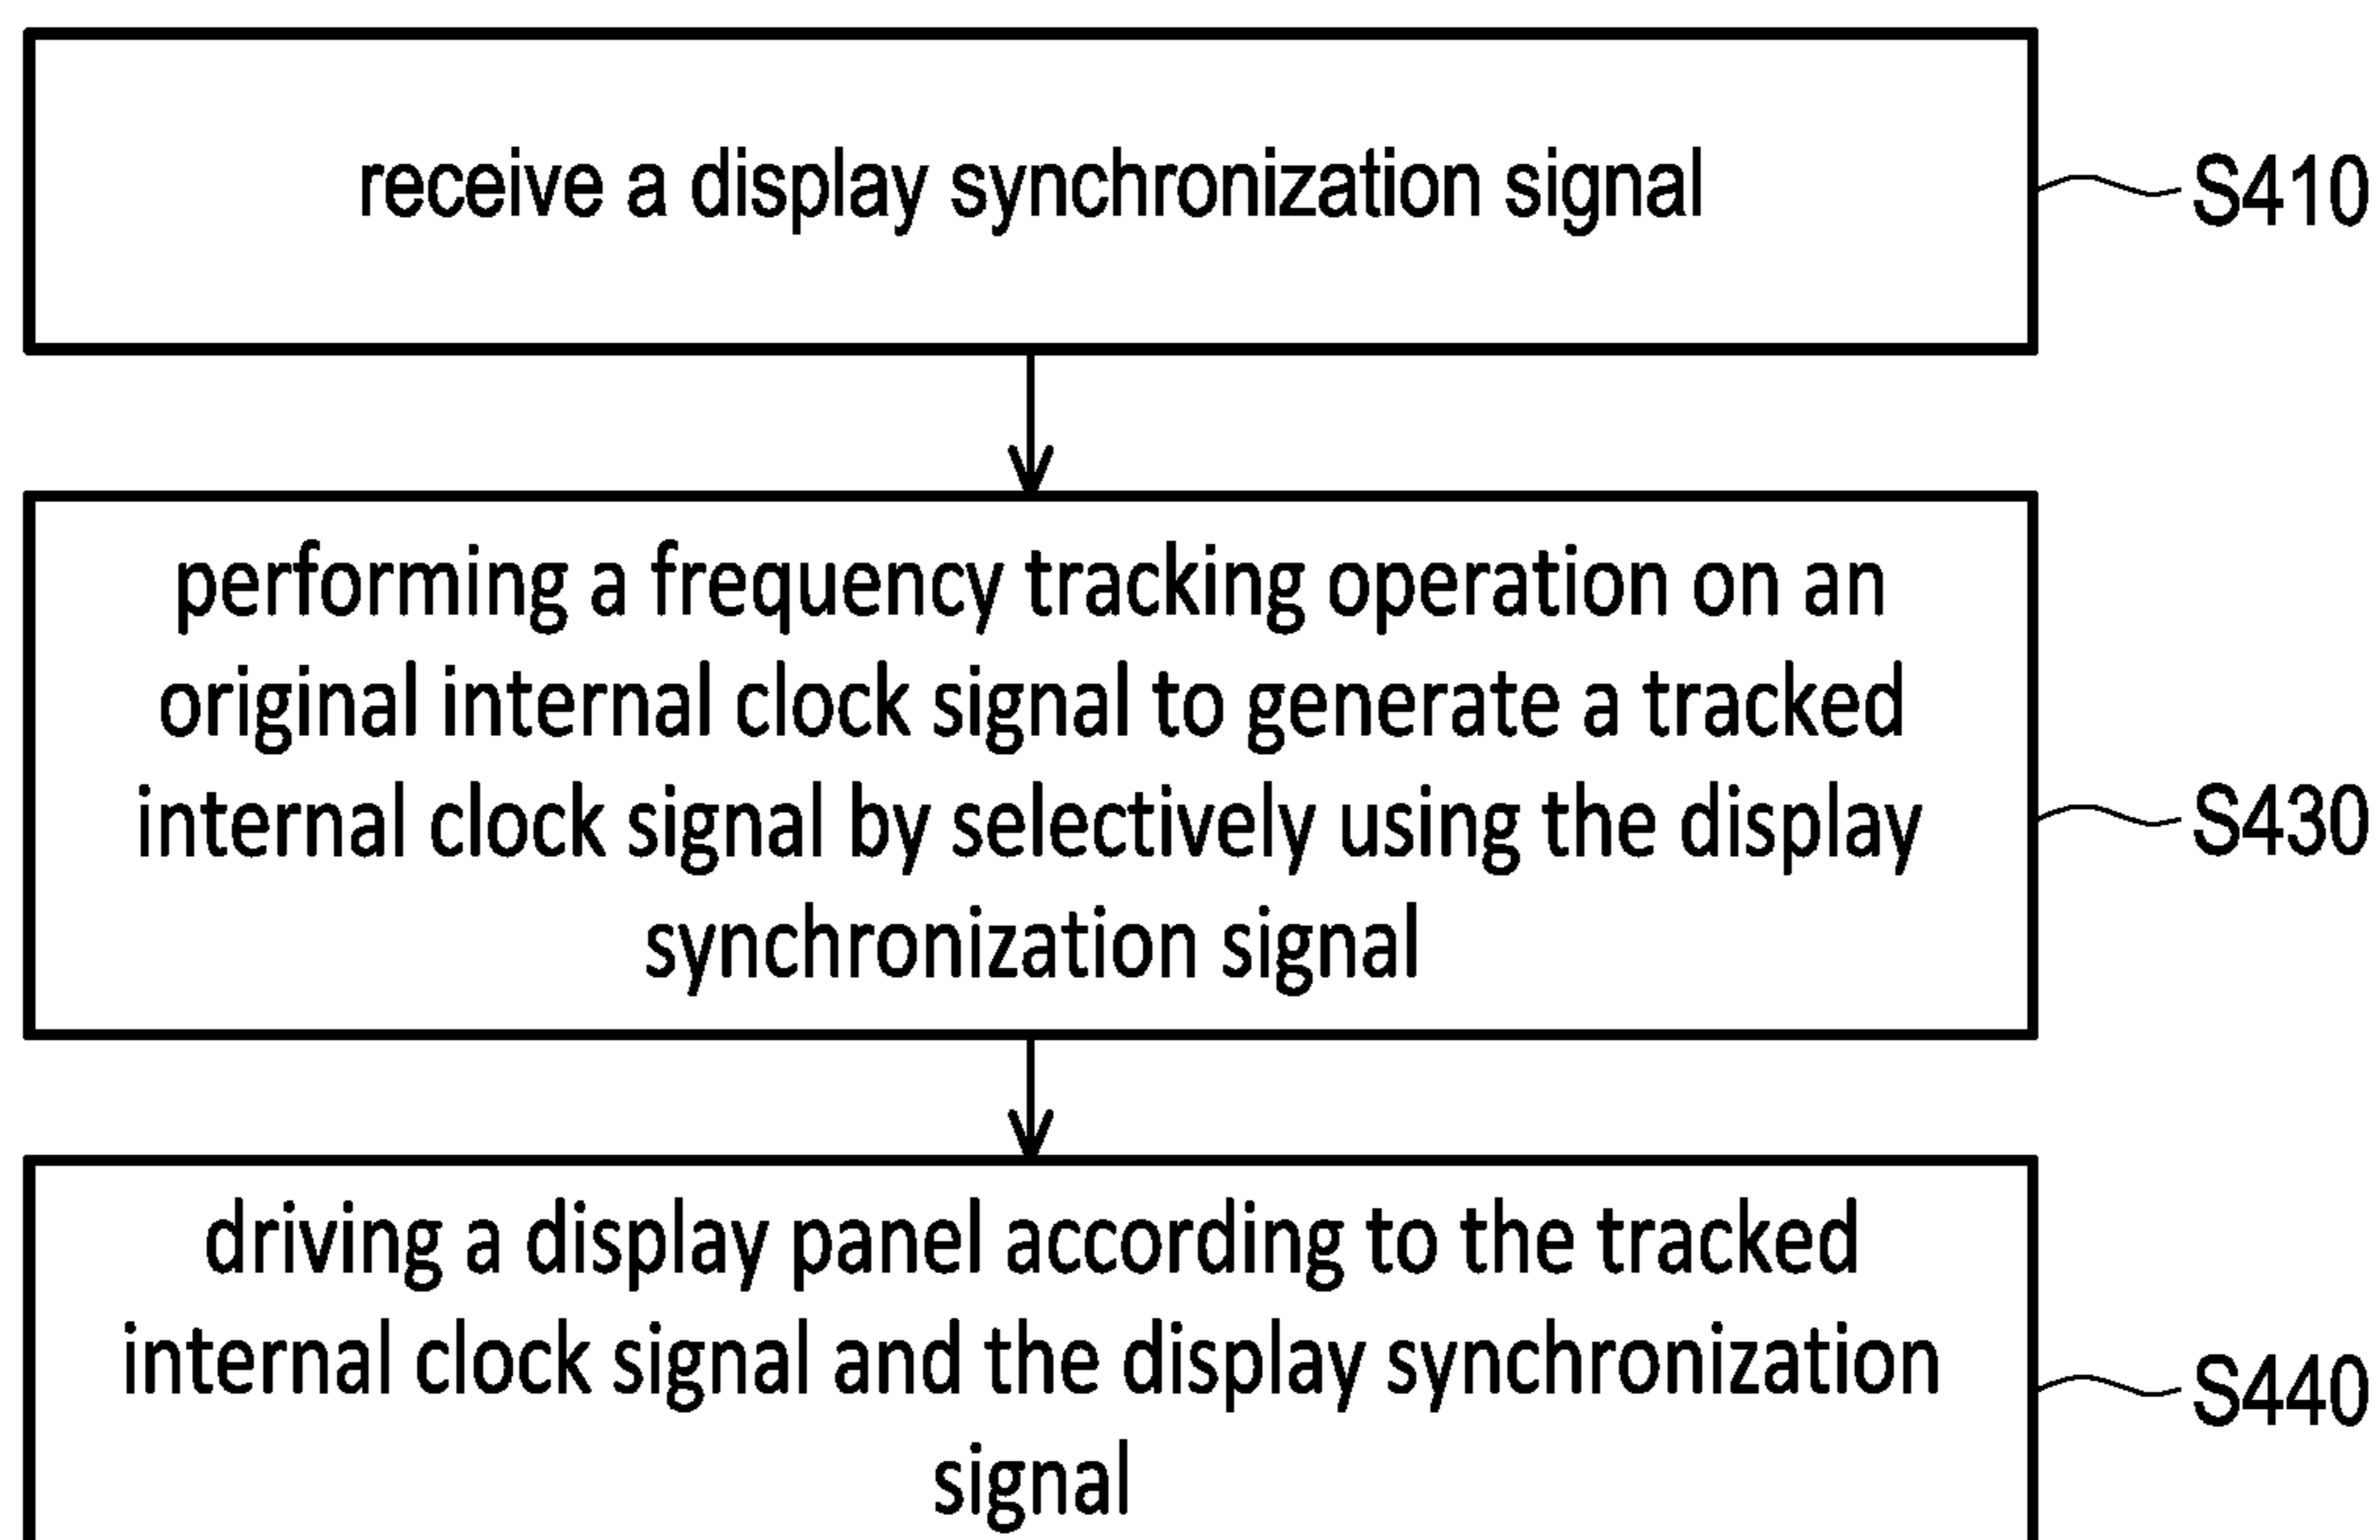 receive a display synchronization signal
S410
performing a frequency tracking operation on an
original internal clock signal to generate a tracked
internal clock signal by selectively using the display
synchronization signal
S430
driving a display panel according to the tracked
internal clock signal and the display synchronization
signal
S440